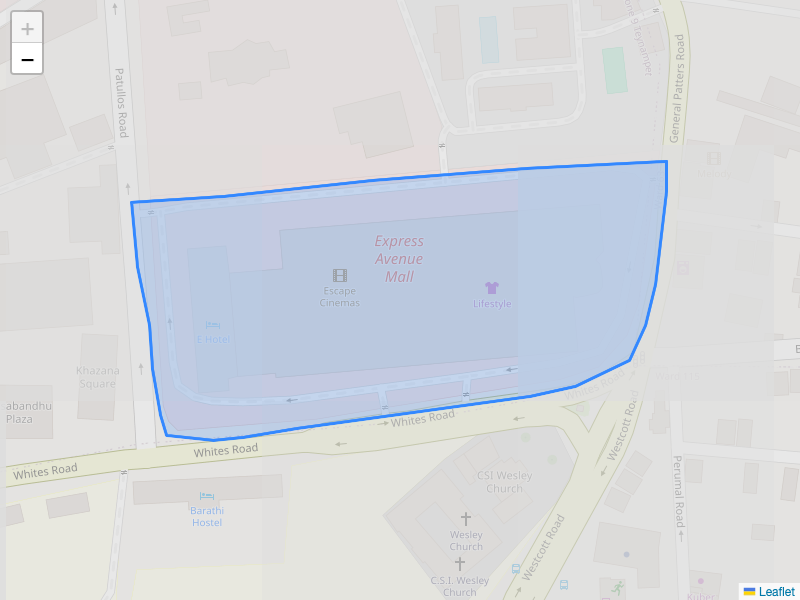 +
−
Patullos Road
General Patters Road
Express
Avenue
Mall
Escape
Cinemas
Lifestyle
E Hotel
Khazana
Square
abandhu
Plaza
Whites Road
Whites Road
Whites Road
Westcott Road
Westcott Road
Perumal Road
CSI Wesley
Church
Wesley
Church
C.S.I. Wesley
Church
Barathi
Hostel
Kuber
Leaflet